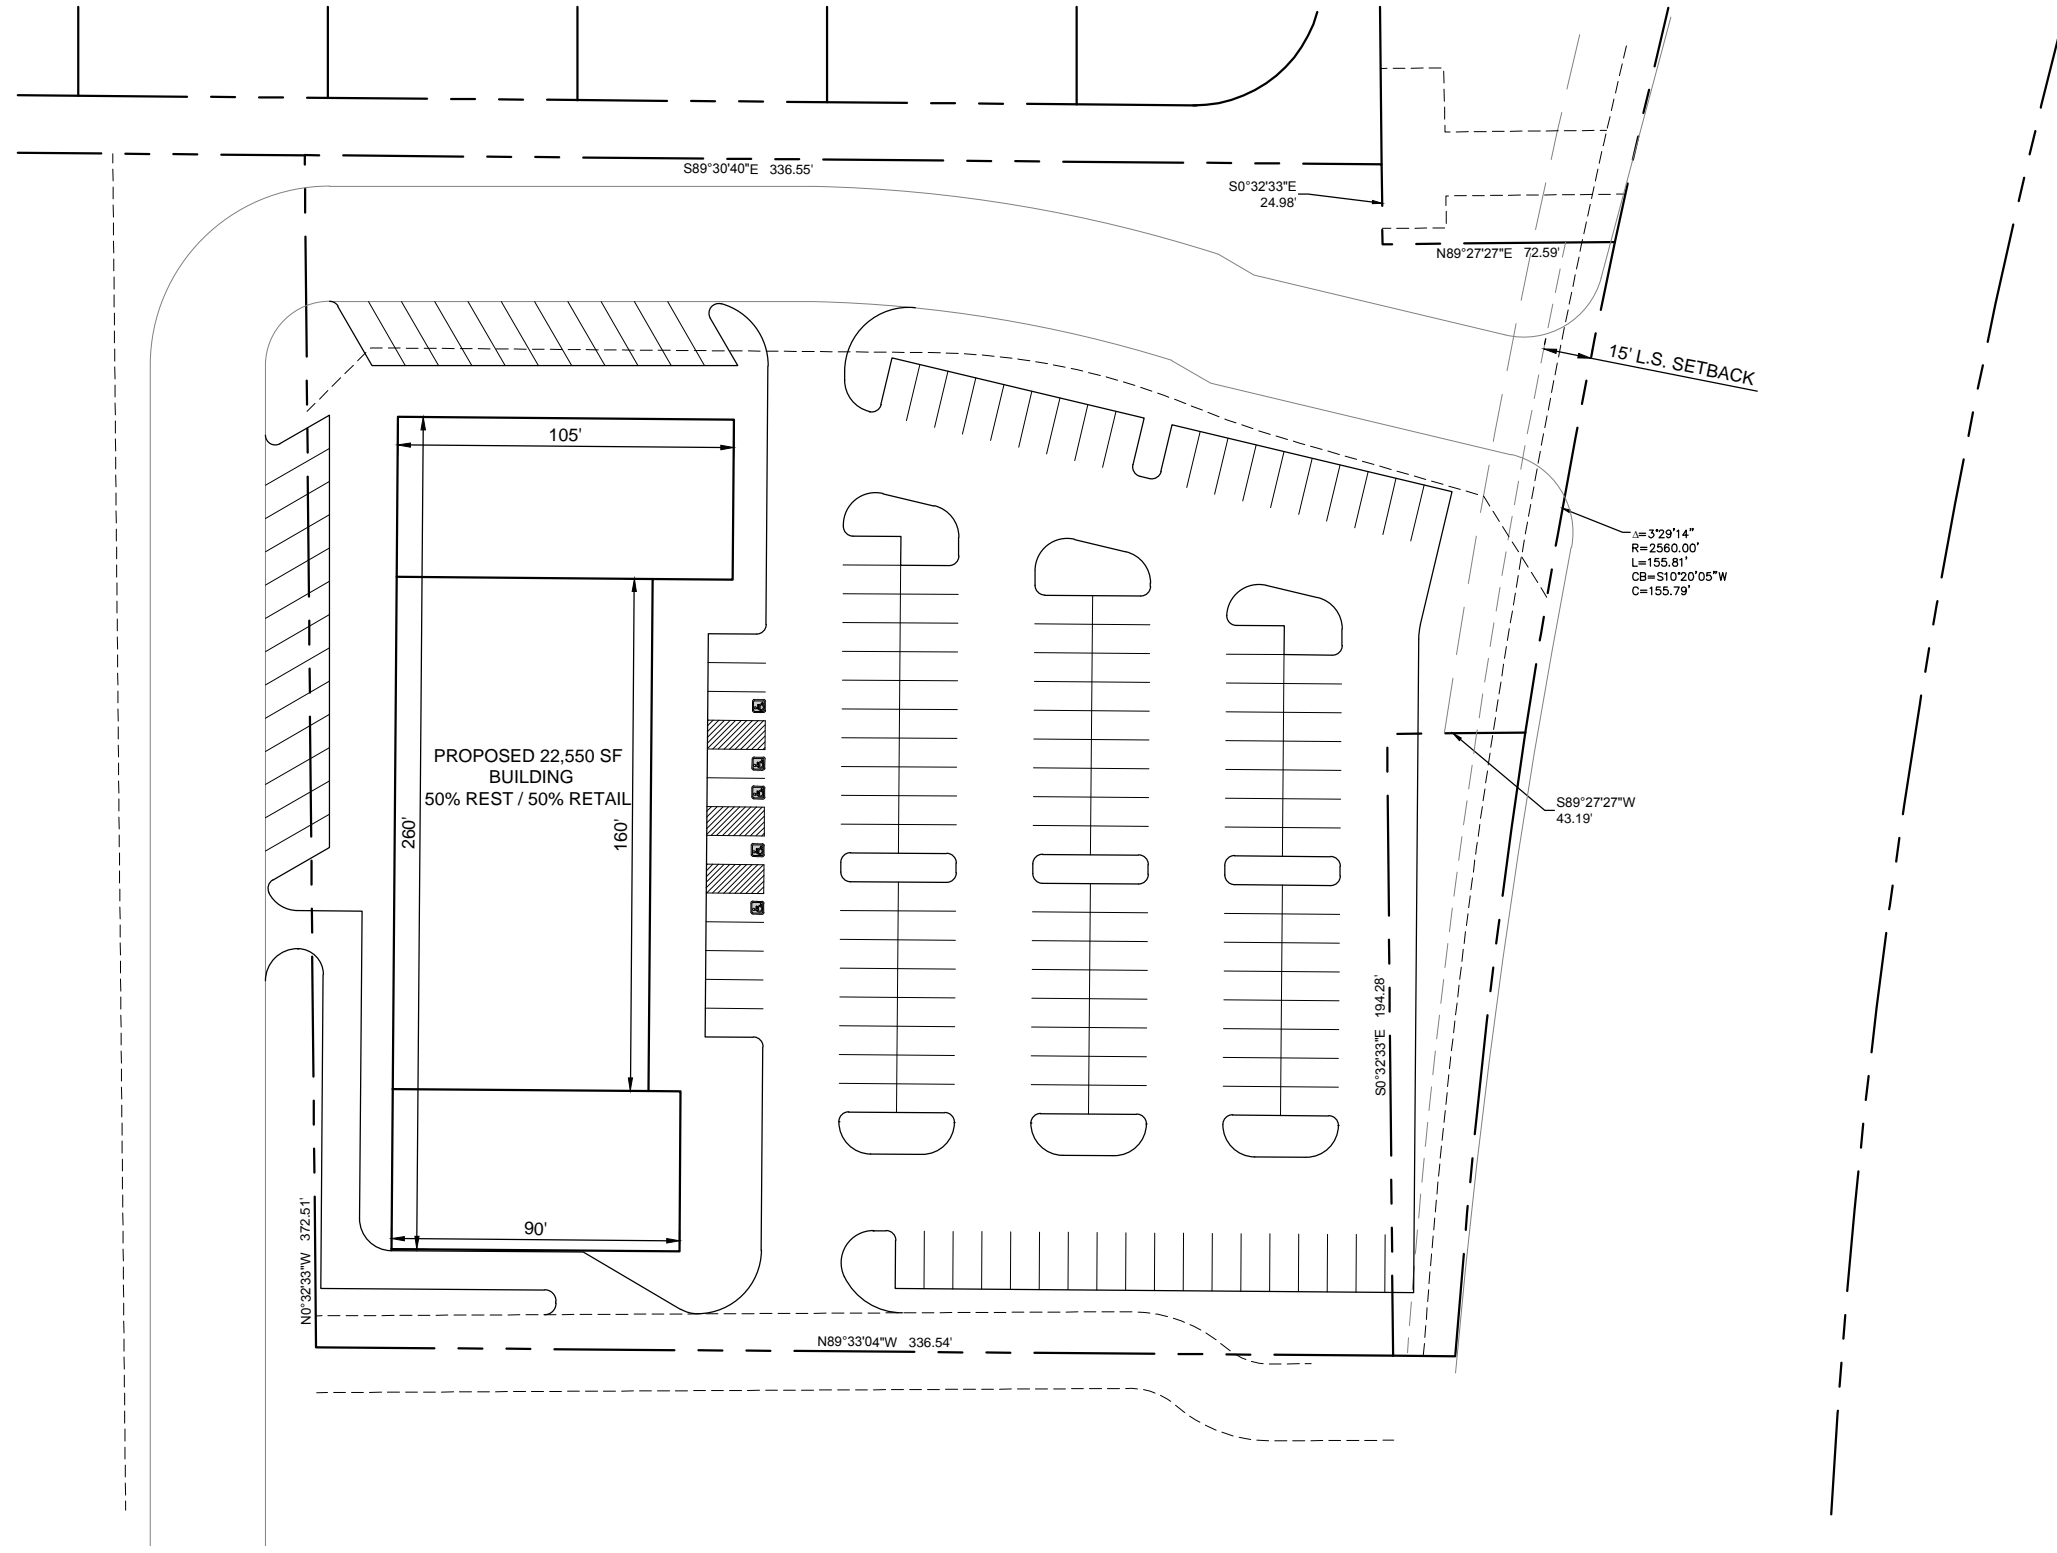 S89°30'40"E 336.55'
S0°32'33"E
24.98'
N89°27'27"E 72.59'
15' L.S. SETBACK
105'
Δ=3°29'14"
R=2560.00'
L=155.81'
CB=S10°20'05"W
C=155.79'
PROPOSED 22,550 SF
BUILDING
50% REST / 50% RETAIL
260'
160'
S89°27'27"W
43.19'
S0°32'33"E 194.28'
N0°32'33"W 372.51'
90'
N89°33'04"W 336.54'